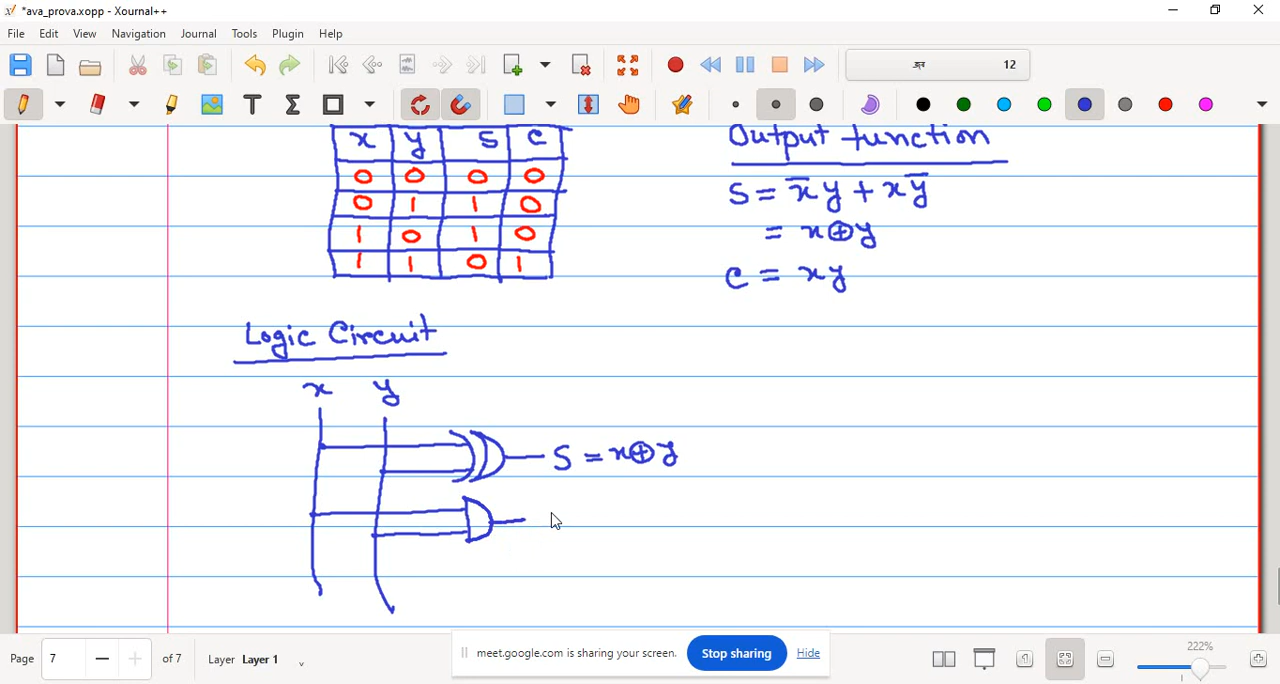 *ava_prova.xopp - Xournal++
File Edit View Navigation Journal Tools Plugin Help
12
x y S C
0 0 0 0
0 1 1 0
1 0 1 0
1 1 0 1
Output function
S = x̅y + xy̅
= x⊕y
C = xy
Logic Circuit
x y
S = x⊕y
Page 7 of 7 Layer Layer 1
meet.google.com is sharing your screen. Stop sharing Hide
222%